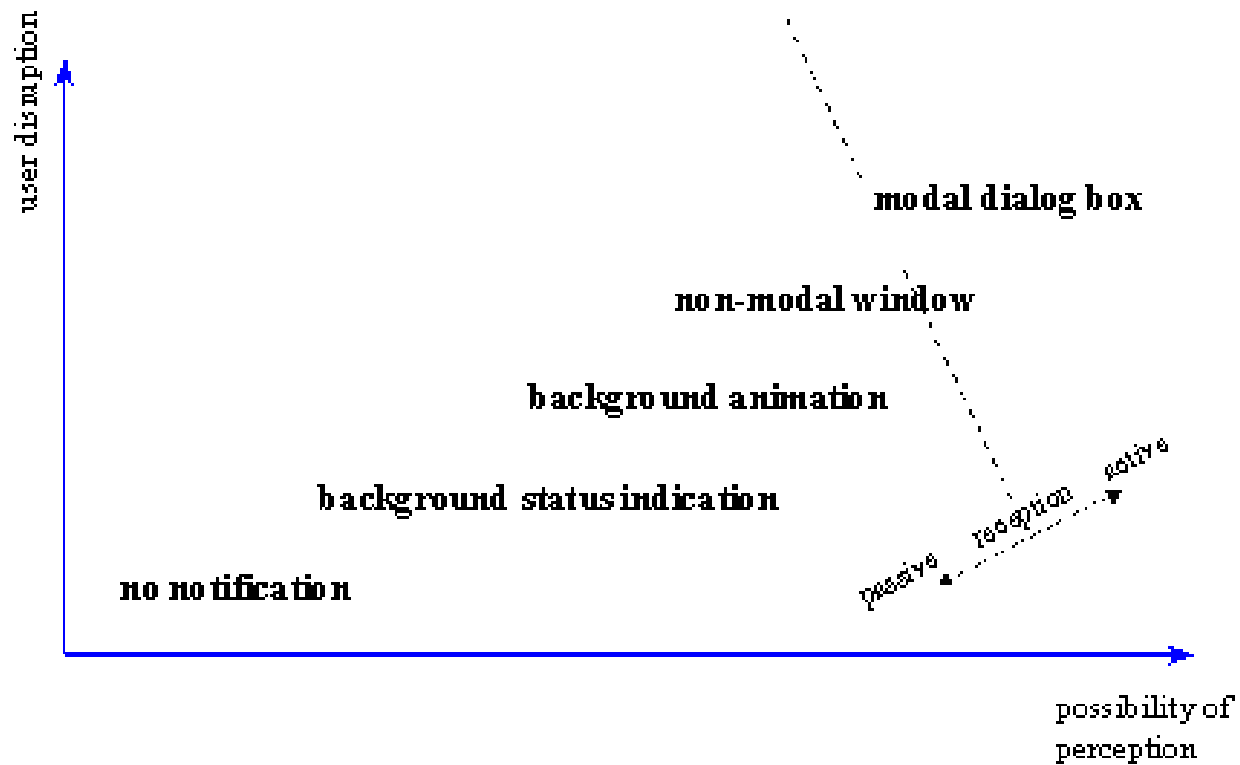 user disruption
modal dialog box
non-modal window
background animation
active
background status indication
reception
passive
no notification
possibility of
perception